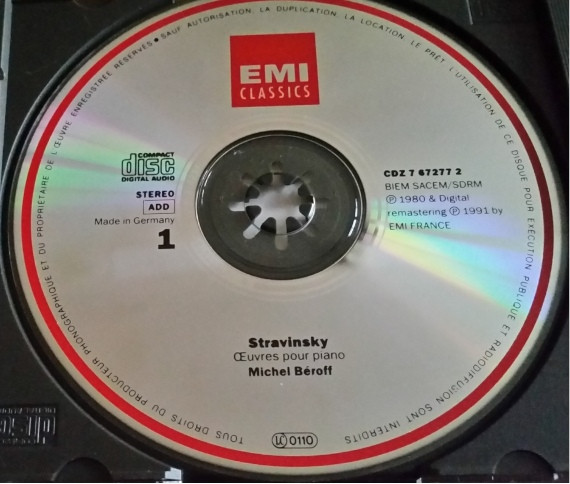 TOUS DROITS DU PRODUCTEUR PHONOGRAPHIQUE ET DU PROPRIETAIRE DE L'ŒUVRE ENREGISTREE RESERVES • SAUF AUTORISATION, LA DUPLICATION, LA LOCATION, LE PRET, L'UTILISATION DE CE DISQUE POUR EXECUTION PUBLIQUE ET RADIODIFFUSION SONT INTERDITS
EMI
CLASSICS
COMPACT
disc
DIGITAL AUDIO
STEREO
ADD
Made in Germany
1
CDZ 7 67277 2
BIEM SACEM/SDRM
℗ 1980 & Digital
remastering ℗ 1991 by
EMI FRANCE
Stravinsky
Œuvres pour piano
Michel Béroff
LC 0110